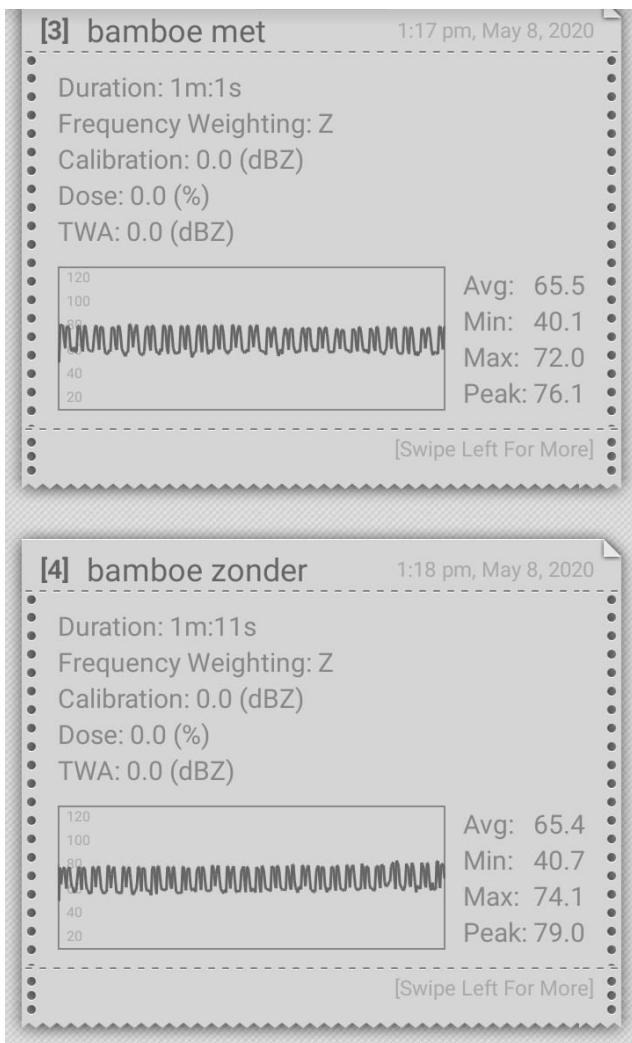 [3] bamboe met 1:17 pm, May 8, 2020
Duration: 1m:1s
Frequency Weighting: Z
Calibration: 0.0 (dBZ)
Dose: 0.0 (%)
TWA: 0.0 (dBZ)
120
100
80
60
40
20
Avg: 65.5
Min: 40.1
Max: 72.0
Peak: 76.1
[Swipe Left For More]
[4] bamboe zonder 1:18 pm, May 8, 2020
Duration: 1m:11s
Frequency Weighting: Z
Calibration: 0.0 (dBZ)
Dose: 0.0 (%)
TWA: 0.0 (dBZ)
120
100
80
60
40
20
Avg: 65.4
Min: 40.7
Max: 74.1
Peak: 79.0
[Swipe Left For More]